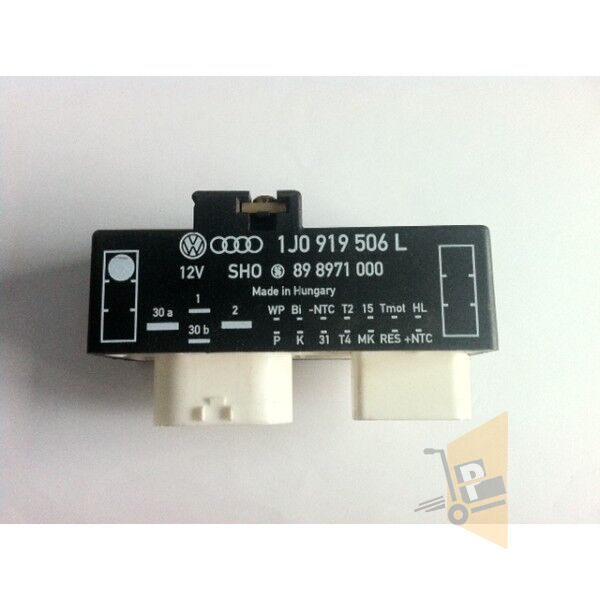 1J0 919 506 L
12V SHO 89 8971 000
Made in Hungary
30 a 1 2 WP Bi -NTC T2 15 Tmot HL
30 b P K 31 T4 MK RES +NTC
P